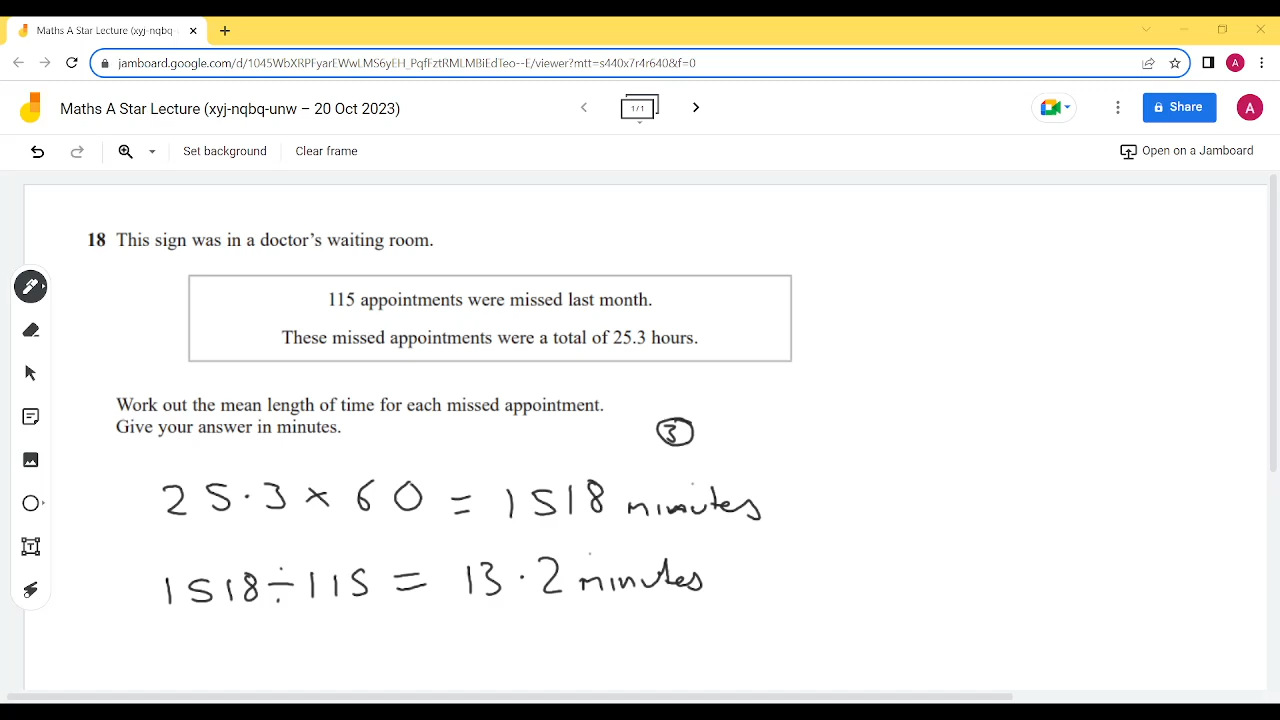 Maths A Star Lecture (xyj-nqbq
jamboard.google.com/d/1045WbXRPFyarEWwLMS6yEH_PqfFztRMLMBiEdTeo--E/viewer?mtt=s440x7r4r640&f=0
A
Maths A Star Lecture (xyj-nqbq-unw – 20 Oct 2023)
1/1
Share
A
Set background
Clear frame
Open on a Jamboard
18 This sign was in a doctor's waiting room.
115 appointments were missed last month.
These missed appointments were a total of 25.3 hours.
Work out the mean length of time for each missed appointment.
Give your answer in minutes.
3
25.3 × 60 = 1518 minutes
1518 ÷ 115 = 13.2 minutes